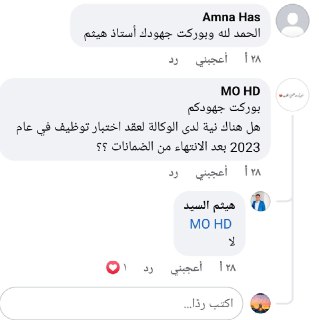 Amna Has
الحمد لله وبوركت جهودك أستاذ هيثم
٢٨ أ أعجبني رد
MO HD
بوركت جهودكم
هل هناك نية لدى الوكالة لعقد اختبار توظيف في عام
2023 بعد الانتهاء من الضمانات ؟؟
٢٨ أ أعجبني رد
هيثم السيد
MO HD
لا
٢٨ أ أعجبني رد ١
اكتب ردًا...